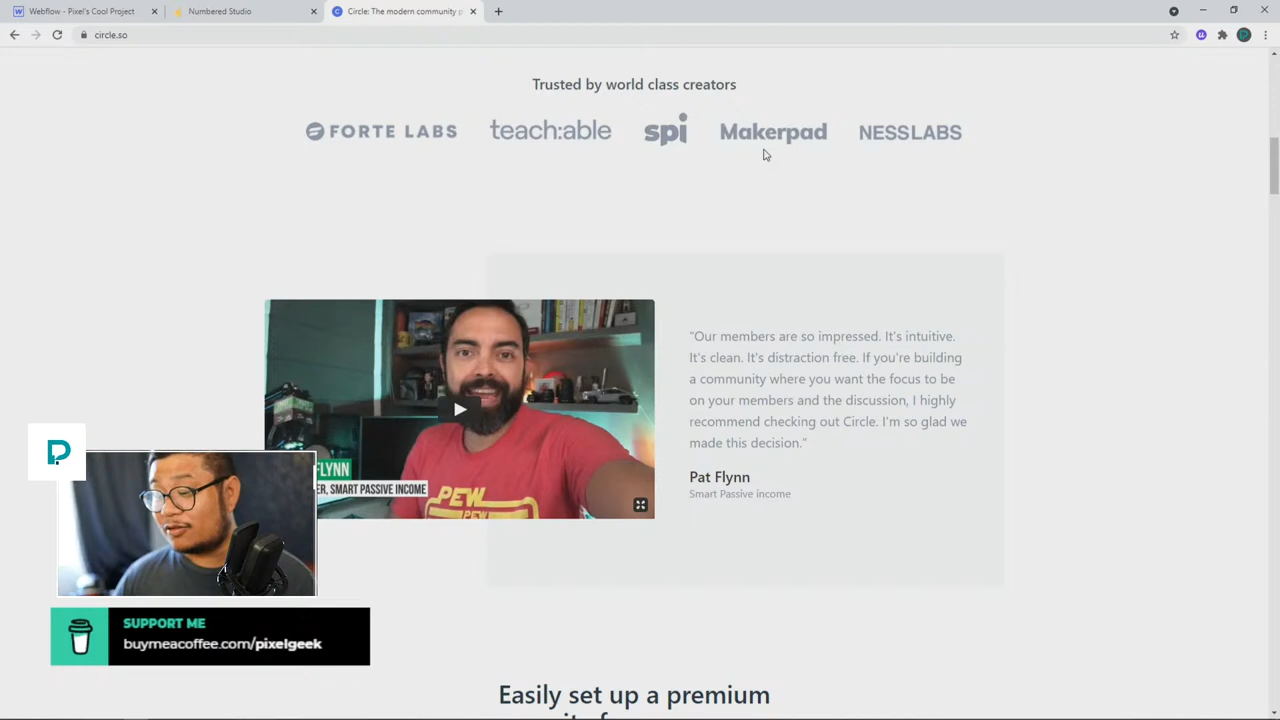 Webflow - Pixel's Cool Project
Numbered Studio
Circle: The modern community p
circle.so
Trusted by world class creators
FORTE LABS
teach:able
spi
Makerpad
NESSLABS
"Our members are so impressed. It's intuitive.
It's clean. It's distraction free. If you're building
a community where you want the focus to be
on your members and the discussion, I highly
recommend checking out Circle. I'm so glad we
made this decision."
Pat Flynn
Smart Passive income
FLYNN
ER, SMART PASSIVE INCOME
PEW
SUPPORT ME
buymeacoffee.com/pixelgeek
Easily set up a premium